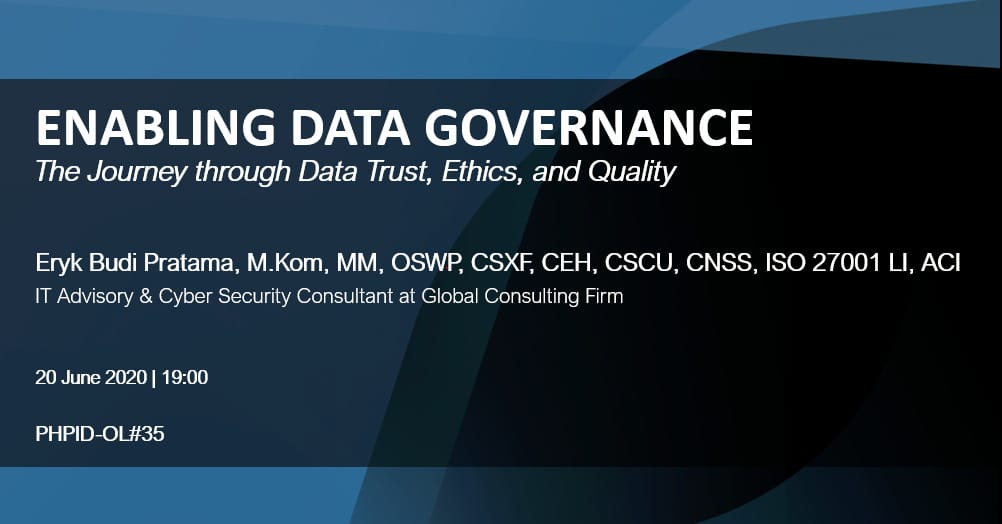 ENABLING DATA GOVERNANCE
The Journey through Data Trust, Ethics, and Quality
Eryk Budi Pratama, M.Kom, MM, OSWP, CSXF, CEH, CSCU, CNSS, ISO 27001 LI, ACI
IT Advisory & Cyber Security Consultant at Global Consulting Firm
20 June 2020 | 19:00
PHPID-OL#35